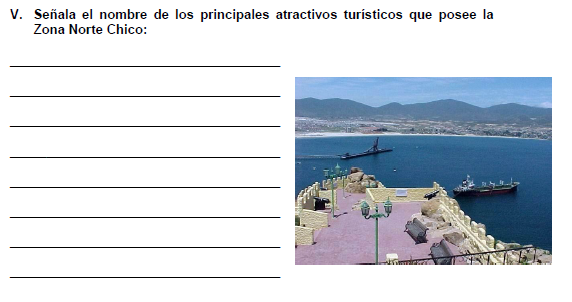 V. Señala el nombre de los principales atractivos turísticos que posee la
Zona Norte Chico: